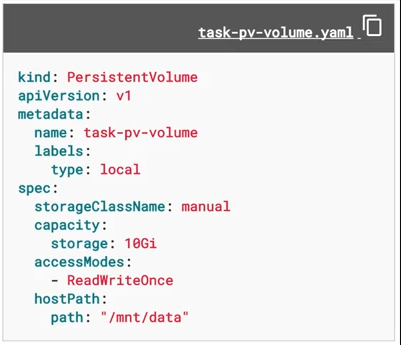 task-pv-volume.yaml
kind: PersistentVolume
apiVersion: v1
metadata:
  name: task-pv-volume
  labels:
    type: local
spec:
  storageClassName: manual
  capacity:
    storage: 10Gi
  accessModes:
    - ReadWriteOnce
  hostPath:
    path: "/mnt/data"